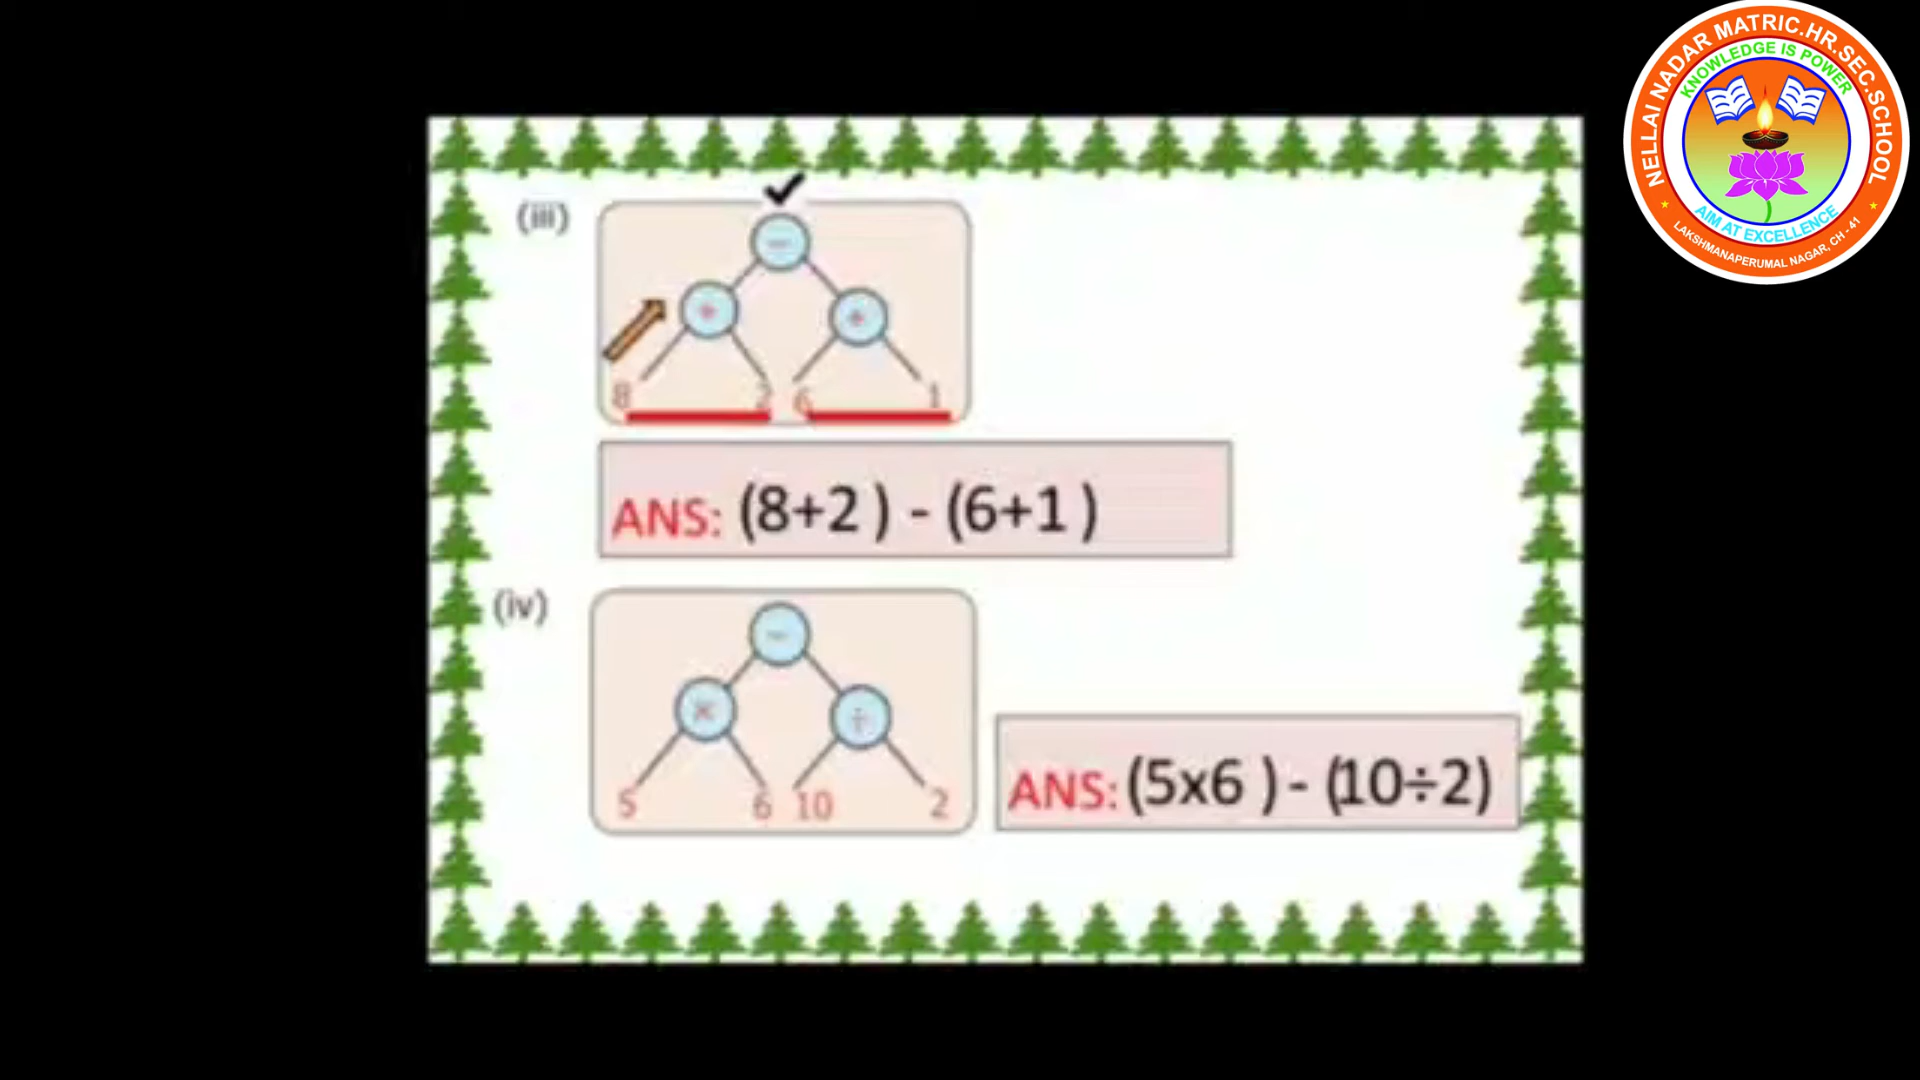 NELLAI NADAR MATRIC.HR.SEC.SCHOOL
KNOWLEDGE IS POWER
AIM AT EXCELLENCE
LAKSHMANAPERUMAL NAGAR, CH - 41
(iii)
−
+ +
8 2 6 1
ANS: (8+2 ) - (6+1 )
(iv)
−
× ÷
5 6 10 2
ANS: (5x6 ) - (10÷2)